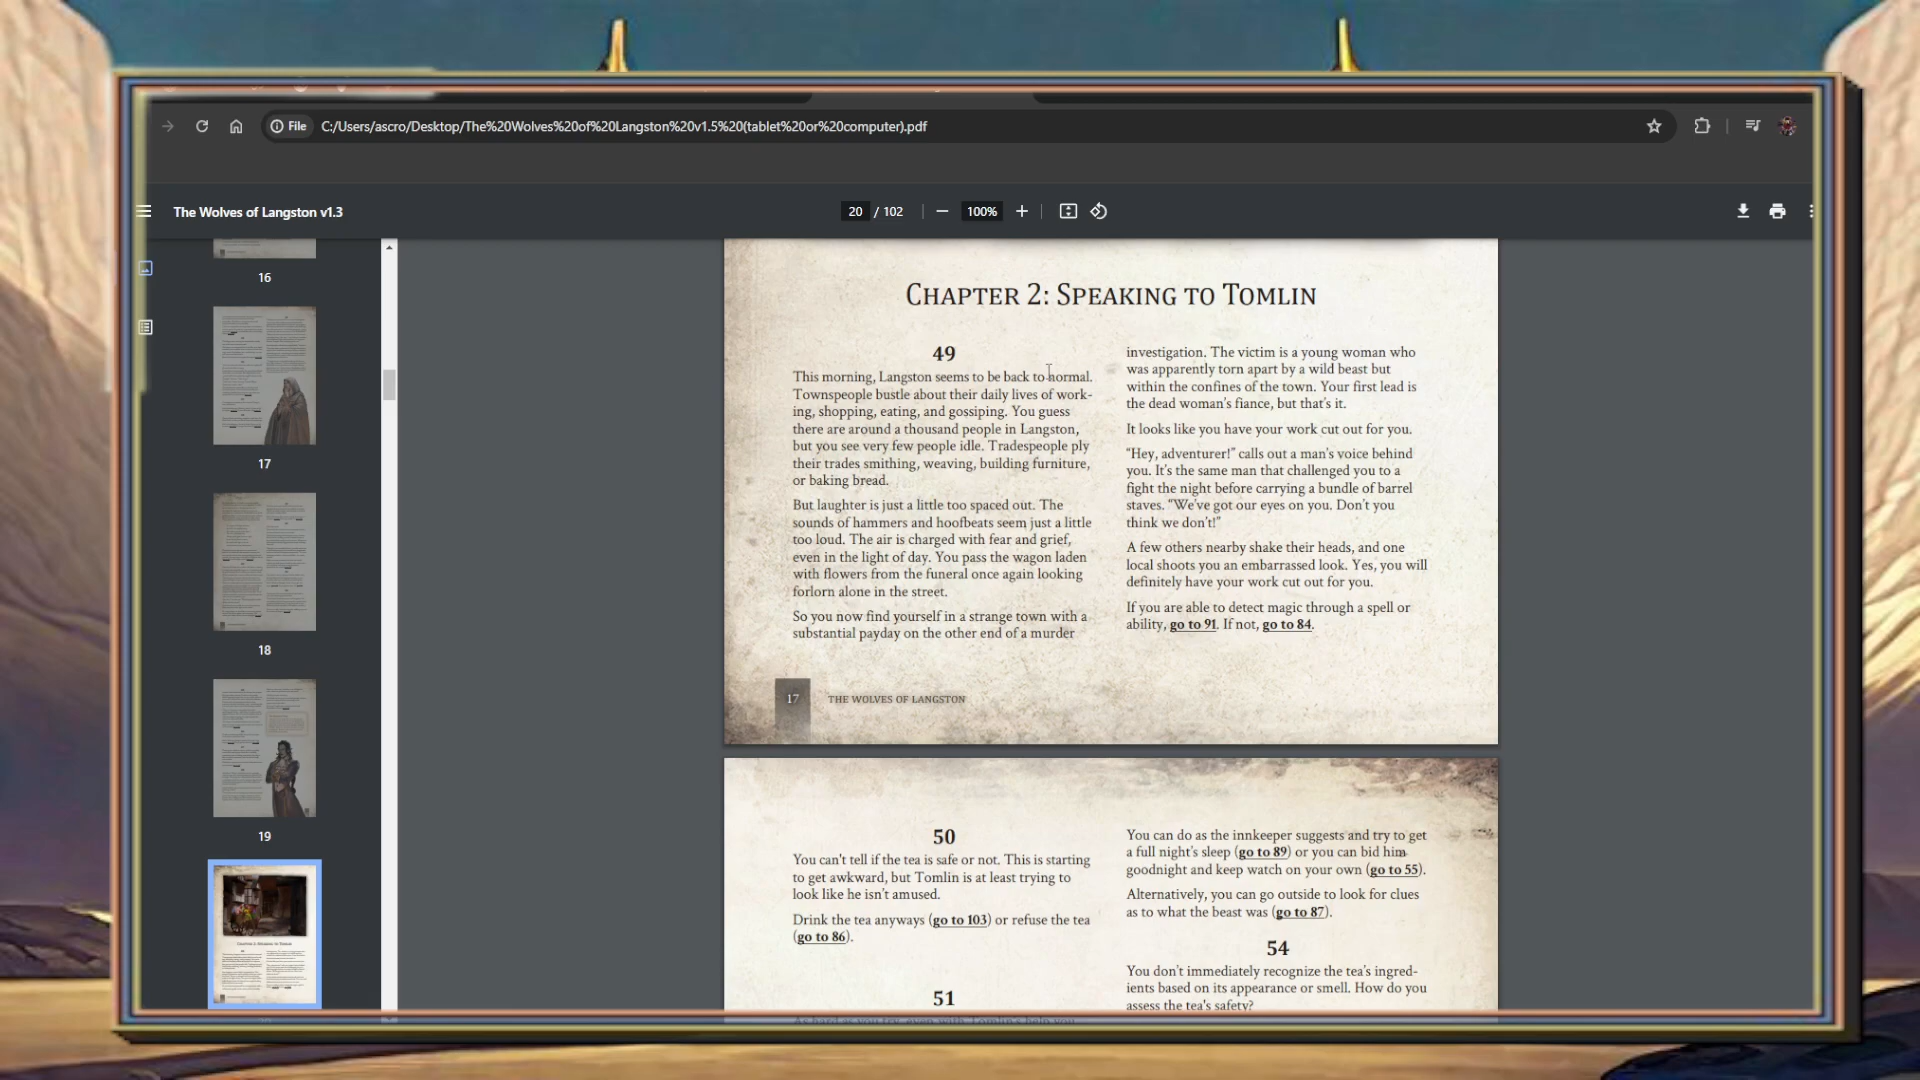 File
C:/Users/ascro/Desktop/The%20Wolves%20of%20Langston%20v1.5%20(tablet%20or%20computer).pdf
The Wolves of Langston v1.3
20 / 102
100%
16
17
18
19
CHAPTER 2: SPEAKING TO TOMLIN
49
This morning, Langston seems to be back to normal.
Townspeople bustle about their daily lives of work-
ing, shopping, eating, and gossiping. You guess
there are around a thousand people in Langston,
but you see very few people idle. Tradespeople ply
their trades smithing, weaving, building furniture,
or baking bread.
But laughter is just a little too spaced out. The
sounds of hammers and hoofbeats seem just a little
too loud. The air is charged with fear and grief,
even in the light of day. You pass the wagon laden
with flowers from the funeral once again looking
forlorn alone in the street.
So you now find yourself in a strange town with a
substantial payday on the other end of a murder
investigation. The victim is a young woman who
was apparently torn apart by a wild beast but
within the confines of the town. Your first lead is
the dead woman's fiance, but that's it.
It looks like you have your work cut out for you.
“Hey, adventurer!” calls out a man's voice behind
you. It's the same man that challenged you to a
fight the night before carrying a bundle of barrel
staves. “We've got our eyes on you. Don't you
think we don't!”
A few others nearby shake their heads, and one
local shoots you an embarrassed look. Yes, you will
definitely have your work cut out for you.
If you are able to detect magic through a spell or
ability, go to 91. If not, go to 84.
17
THE WOLVES OF LANGSTON
50
You can't tell if the tea is safe or not. This is starting
to get awkward, but Tomlin is at least trying to
look like he isn't amused.
Drink the tea anyways (go to 103) or refuse the tea
(go to 86).
51
As hard as you try, even with Tomlin's help you
You can do as the innkeeper suggests and try to get
a full night's sleep (go to 89) or you can bid him
goodnight and keep watch on your own (go to 55).
Alternatively, you can go outside to look for clues
as to what the beast was (go to 87).
54
You don't immediately recognize the tea's ingred-
ients based on its appearance or smell. How do you
assess the tea's safety?